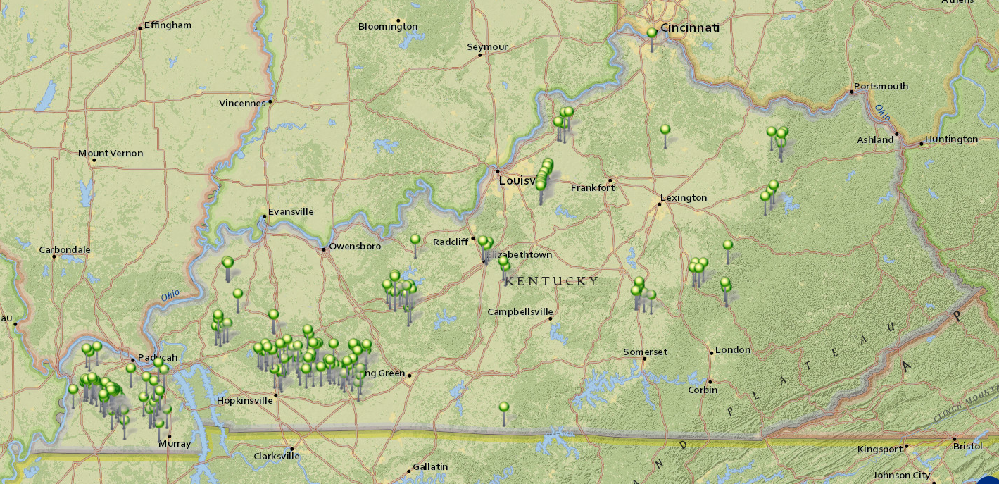 Athens
Effingham
Bloomington
Cincinnati
Seymour
Portsmouth
Vincennes
Ohio
Ashland
Huntington
Mount Vernon
Louisv
Frankfort
Lexington
Evansville
Carbondale
Owensboro
Radcliff
Elizabethtown
KENTUCKY
Ohio
Campbellsville
au
P
U
A
E
T
A
L
P
Paducah
Somerset
London
ng Green
Corbin
Hopkinsville
CLINCH MOUNTA
A
Murray
D
N
A
Clarksville
Kingsport
Bristol
Gallatin
Johnson City